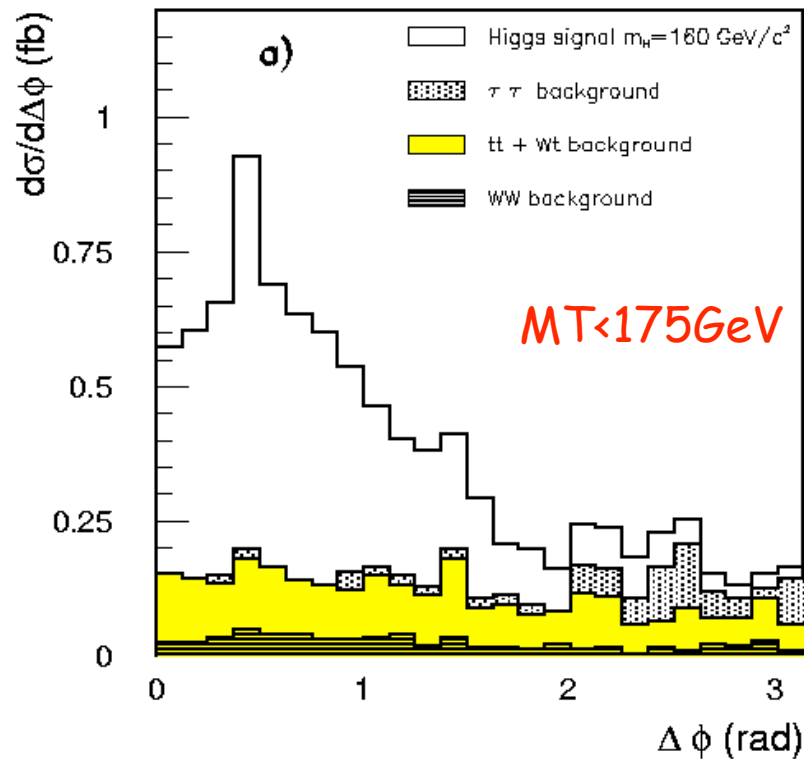 a)
Higgs signal mH=160 GeV/c²
τ τ background
tt + Wt background
WW background
dσ/dΔϕ (fb)
1
0.75
MT<175GeV
0.5
0.25
0
0 1 2 3
Δ ϕ (rad)